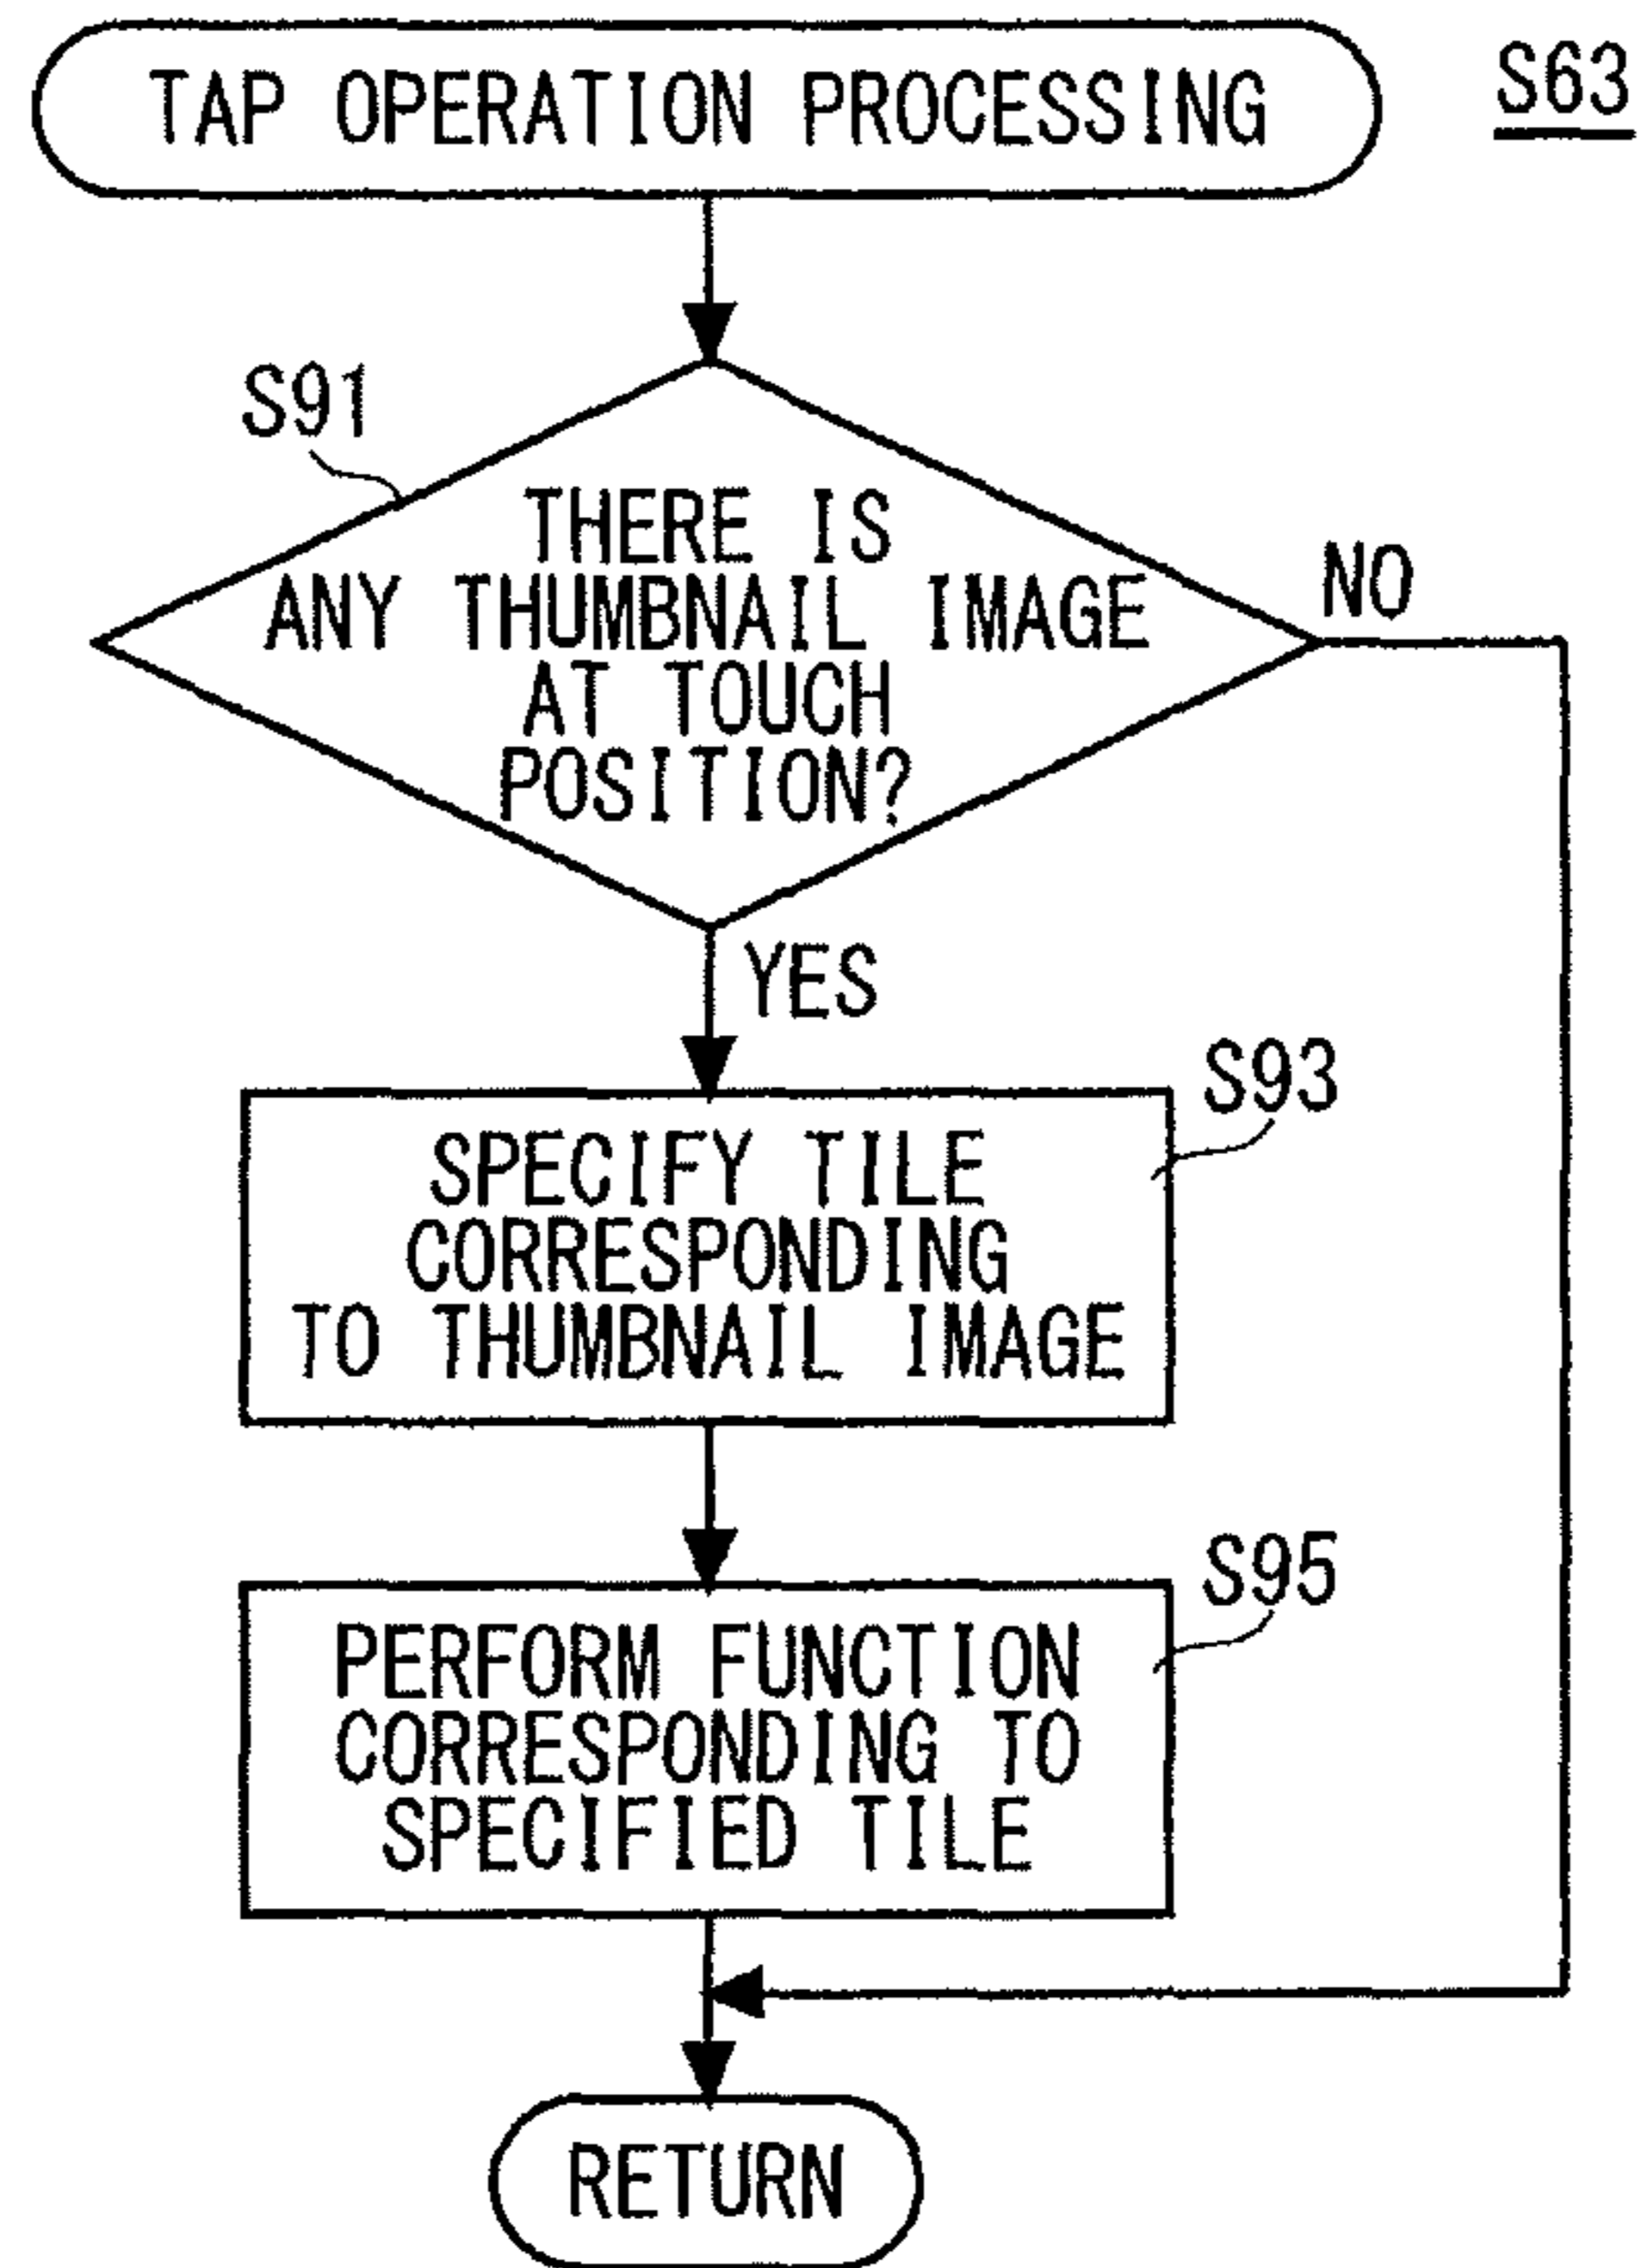 TAP OPERATION PROCESSING
S63
S91
THERE IS
ANY THUMBNAIL IMAGE
AT TOUCH
POSITION?
NO
YES
S93
SPECIFY TILE
CORRESPONDING
TO THUMBNAIL IMAGE
S95
PERFORM FUNCTION
CORRESPONDING TO
SPECIFIED TILE
RETURN